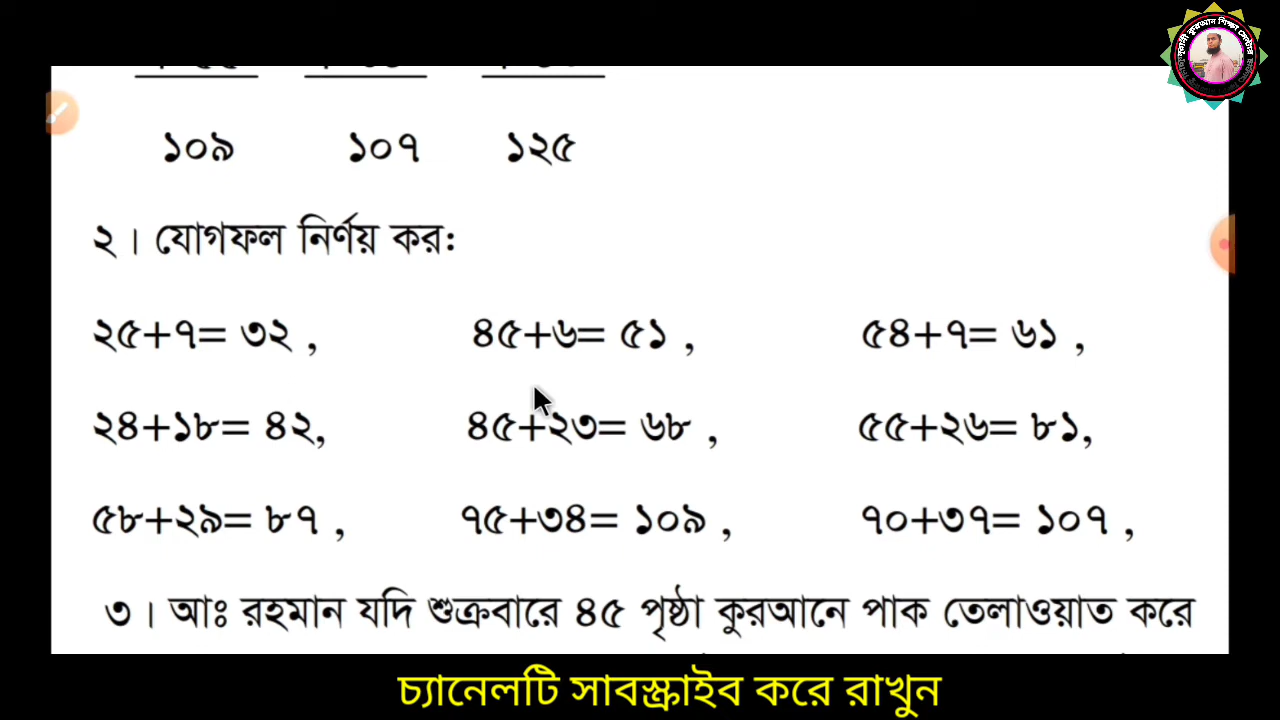 ১০৯ ১০৭ ১২৫
২। যোগফল নির্ণয় কর:
২৫+৭= ৩২ , ৪৫+৬= ৫১ , ৫৪+৭= ৬১ ,
২৪+১৮= ৪২, ৪৫+২৩= ৬৮ , ৫৫+২৬= ৮১,
৫৮+২৯= ৮৭ , ৭৫+৩৪= ১০৯ , ৭০+৩৭= ১০৭ ,
৩। আঃ রহমান যদি শুক্রবারে ৪৫ পৃষ্ঠা কুরআনে পাক তেলাওয়াত করে
চ্যানেলটি সাবস্ক্রাইব করে রাখুন